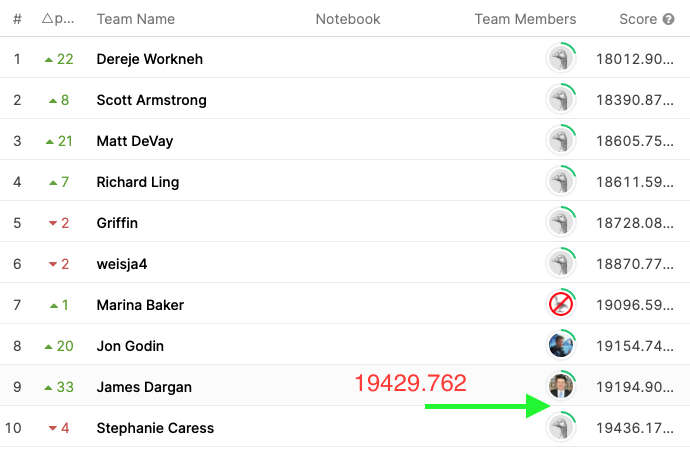 # △p... Team Name Notebook Team Members Score ?
1 22 Dereje Workneh 18012.90...
2 8 Scott Armstrong 18390.87...
3 21 Matt DeVay 18605.75...
4 7 Richard Ling 18611.59...
5 2 Griffin 18728.08...
6 2 weisja4 18870.77...
7 1 Marina Baker 19096.59...
8 20 Jon Godin 19154.74...
9 33 James Dargan 19429.762 19194.90...
10 4 Stephanie Caress 19436.17...